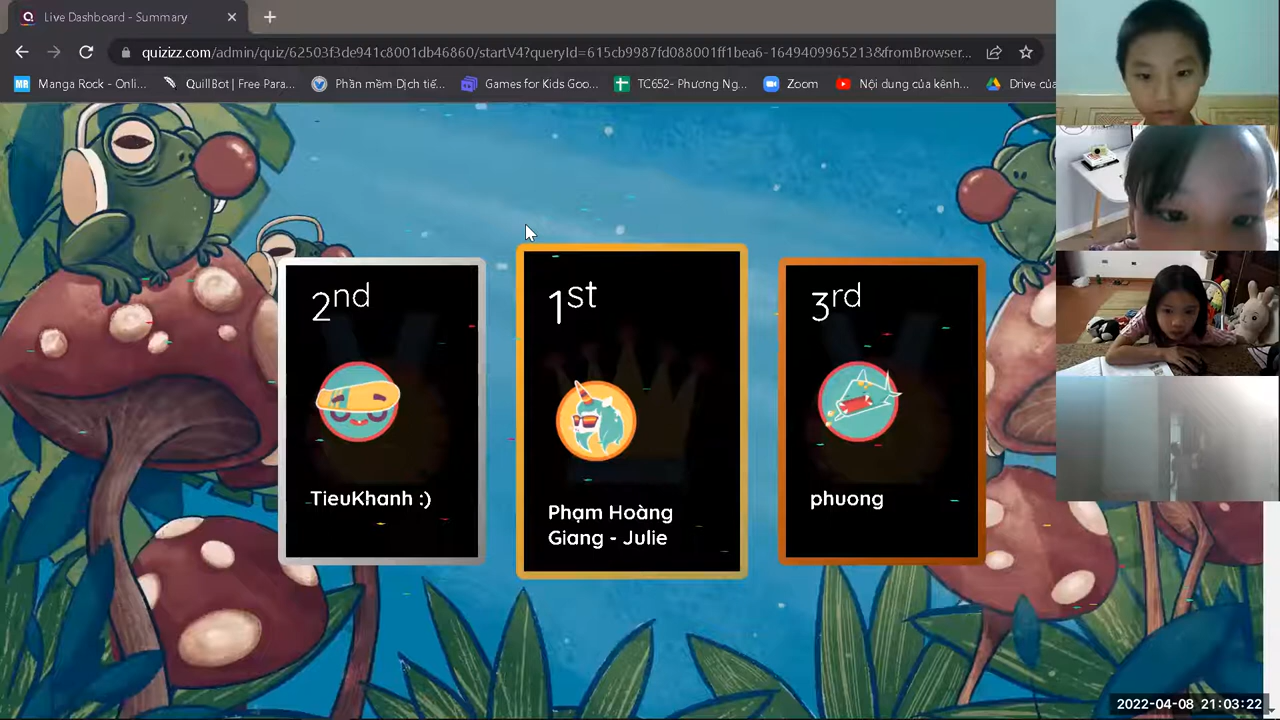 Live Dashboard - Summary
quizizz.com/admin/quiz/62503f3de941c8001db46860/startV4?queryId=615cb9987fd088001ff1bea6-1649409965213&fromBrowser...
MR Manga Rock - Onli... QuillBot | Free Para... Phần mềm Dịch tiế... Games for Kids Goo... TC652- Phương Ng... Zoom Nội dung của kênh... Drive củ
2nd
TieuKhanh :)
1st
Phạm Hoàng
Giang - Julie
3rd
phuong
2022-04-08 21:03:22